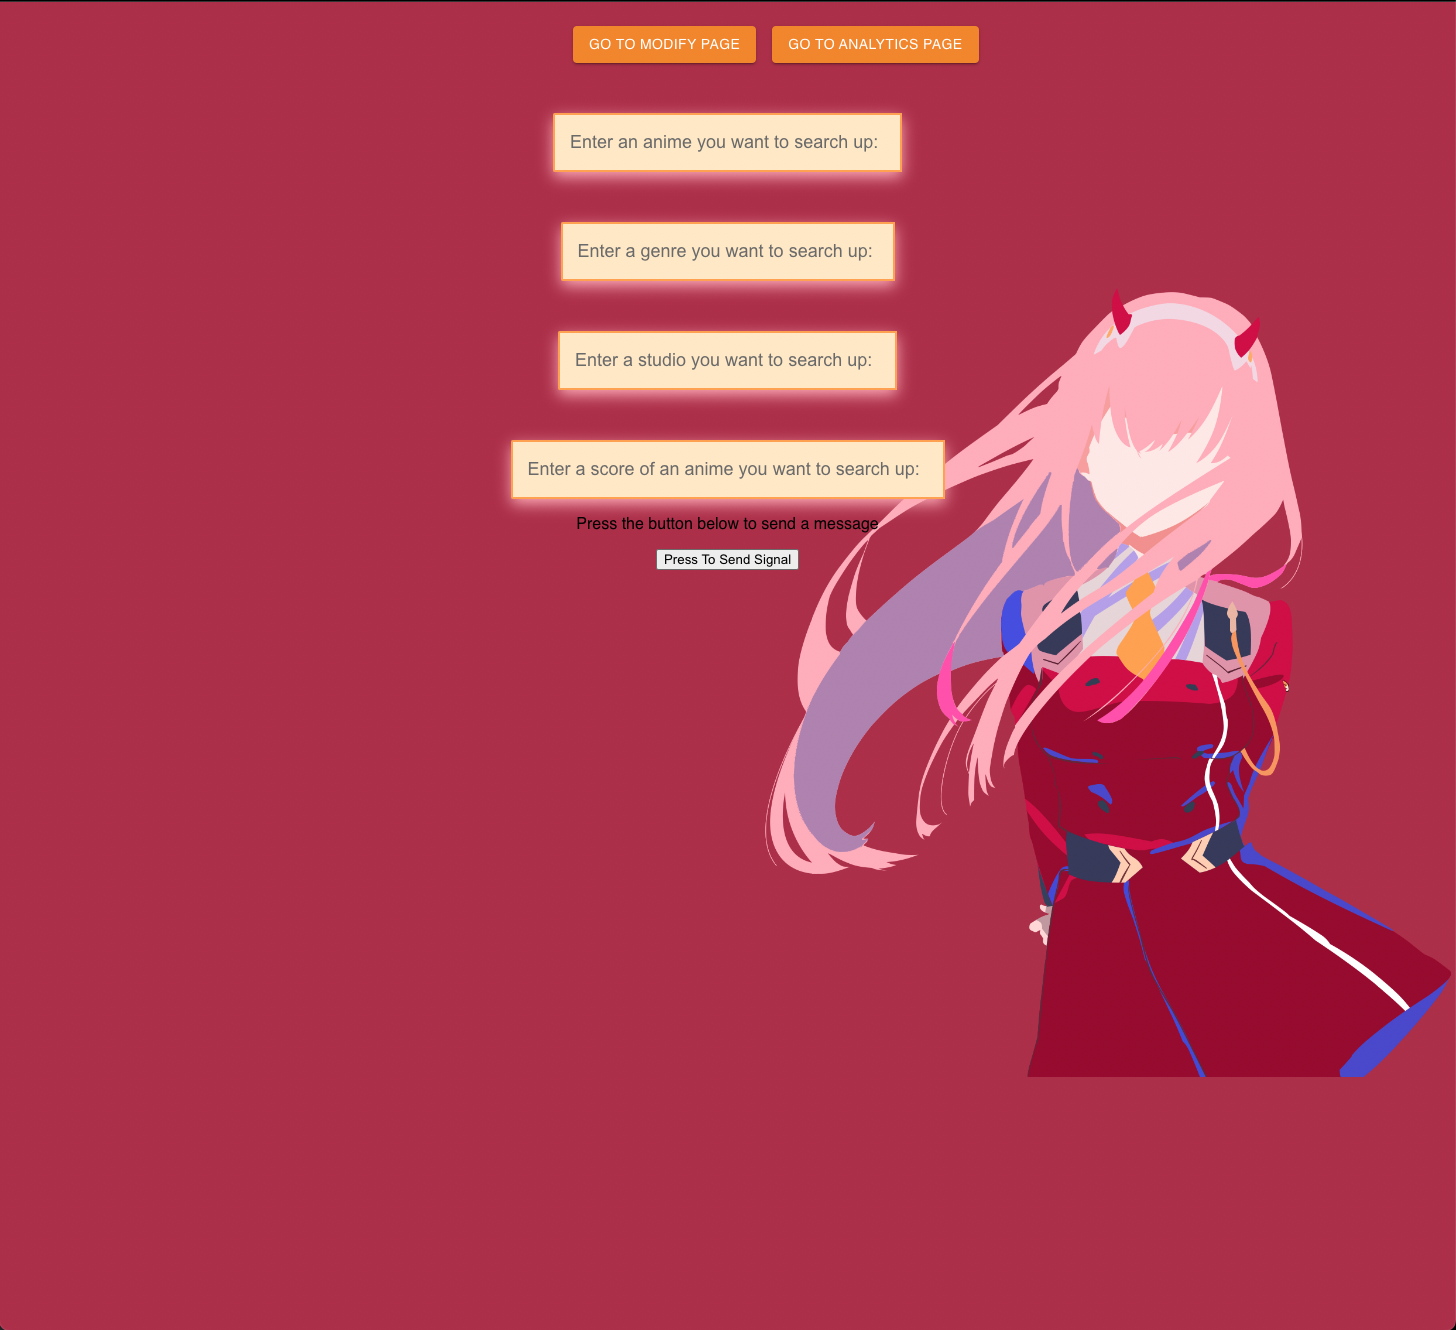 GO TO MODIFY PAGE GO TO ANALYTICS PAGE
Enter an anime you want to search up:
Enter a genre you want to search up:
Enter a studio you want to search up:
Enter a score of an anime you want to search up:
Press the button below to send a message
Press To Send Signal